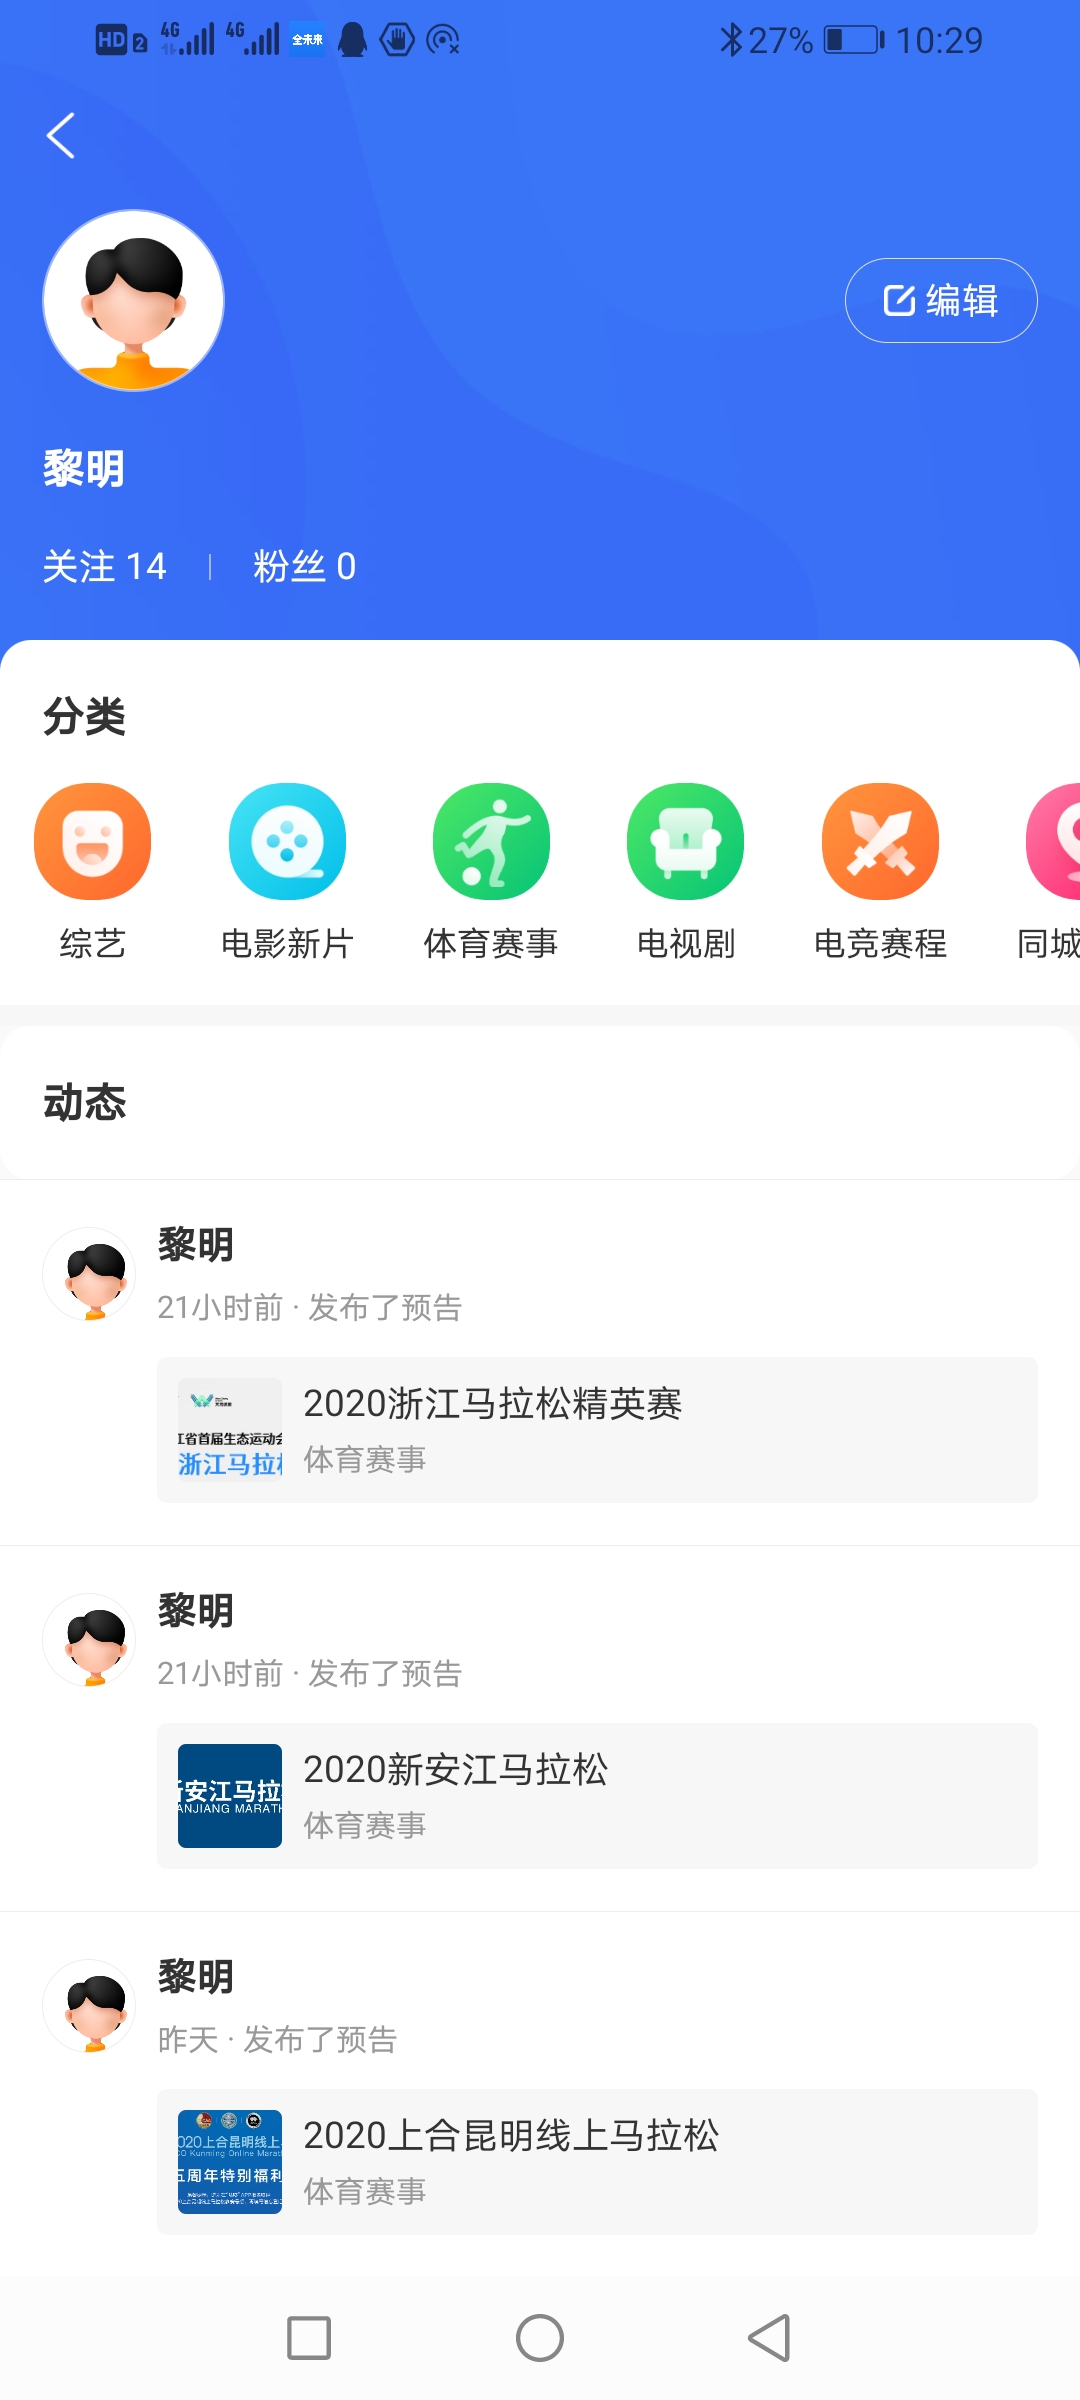 HD 2 4G 4G 全未来 27% 10:29
编辑
黎明
关注 14 粉丝 0
分类
综艺 电影新片 体育赛事 电视剧 电竞赛程 同城
动态
黎明
21小时前 · 发布了预告
2020浙江马拉松精英赛
体育赛事
江省首届生态运动会
浙江马拉松
黎明
21小时前 · 发布了预告
2020新安江马拉松
体育赛事
新安江马拉松
ANJIANG MARATH
黎明
昨天 · 发布了预告
2020上合昆明线上马拉松
体育赛事
2020上合昆明线上
CO Kunming Online Marat
五周年特别福利